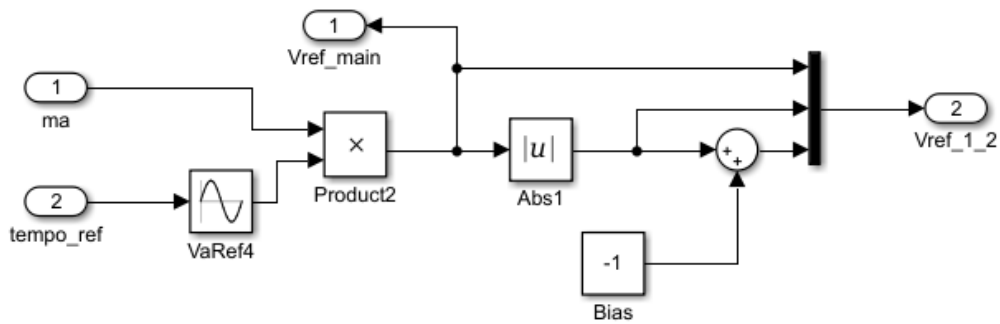 1
Vref_main
1
ma
×
Product2
|u|
Abs1
+
+
2
Vref_1_2
2
tempo_ref
VaRef4
-1
Bias